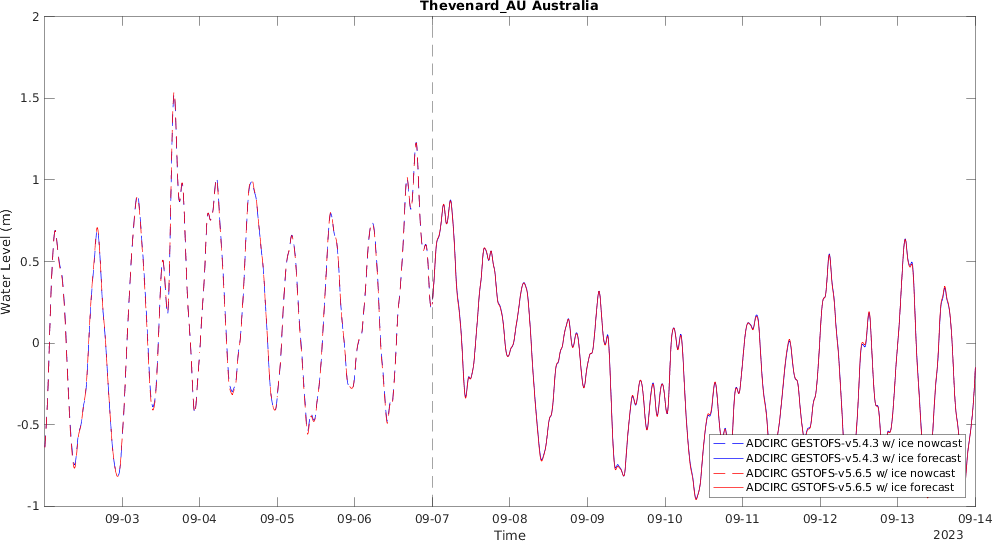 Thevenard_AU Australia
2
1.5
1
0.5
0
-0.5
-1
Water Level (m)
ADCIRC GESTOFS-v5.4.3 w/ ice nowcast
ADCIRC GESTOFS-v5.4.3 w/ ice forecast
ADCIRC GSTOFS-v5.6.5 w/ ice nowcast
ADCIRC GSTOFS-v5.6.5 w/ ice forecast
09-03 09-04 09-05 09-06 09-07 09-08 09-09 09-10 09-11 09-12 09-13 09-14
Time
2023